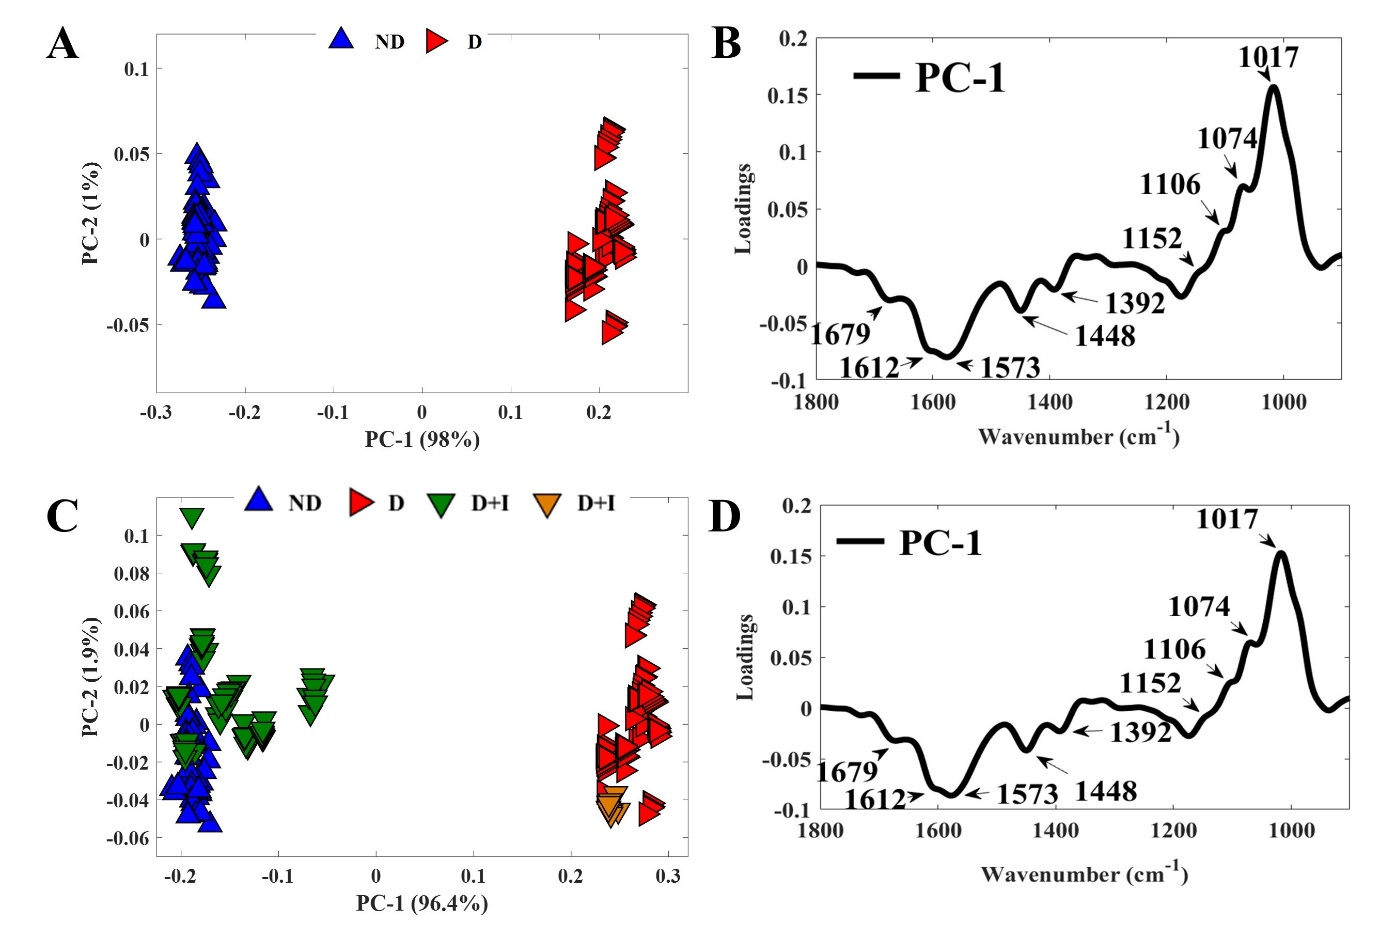 A
ND D
0.1
0.05
0
-0.05
PC-2 (1%)
-0.3 -0.2 -0.1 0 0.1 0.2
PC-1 (98%)
B
PC-1
0.2
0.15
0.1
0.05
0
-0.05
-0.1
Loadings
1017
1074
1106
1152
1392
1448
1679
1612
1573
1800 1600 1400 1200 1000
Wavenumber (cm-1)
C
ND D D+I D+I
0.1
0.08
0.06
0.04
0.02
0
-0.02
-0.04
-0.06
PC-2 (1.9%)
-0.2 -0.1 0 0.1 0.2 0.3
PC-1 (96.4%)
D
PC-1
0.2
0.15
0.1
0.05
0
-0.05
-0.1
Loadings
1017
1074
1106
1152
1392
1679
1448
1612
1573
1800 1600 1400 1200 1000
Wavenumber (cm-1)